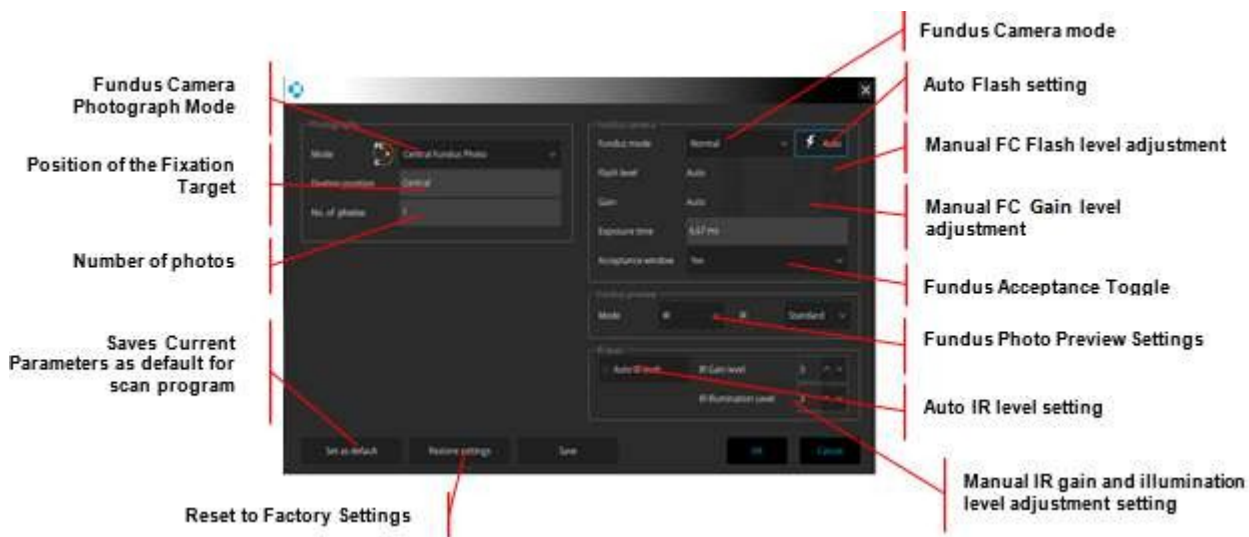 Fundus Camera mode
Fundus Camera
Photograph Mode
Auto Flash setting
Position of the Fixation
Target
Manual FC Flash level adjustment
Manual FC Gain level
adjustment
Number of photos
Fundus Acceptance Toggle
Saves Current
Parameters as default for
scan program
Fundus Photo Preview Settings
Auto IR level setting
Manual IR gain and illumination
level adjustment setting
Reset to Factory Settings
Mode
Central Fundus Photo
Fixation position
Central
No. of photos
Fundus mode
Normal
Auto
Flash level
Auto
Gain
Auto
Exposure time
6,67 ms
Acceptance window
Yes
Mode
IR
IR
Standard
Auto IR level
IR Gain level
IR Illumination Level
Set as default
Restore settings
Save
OK
Cancel